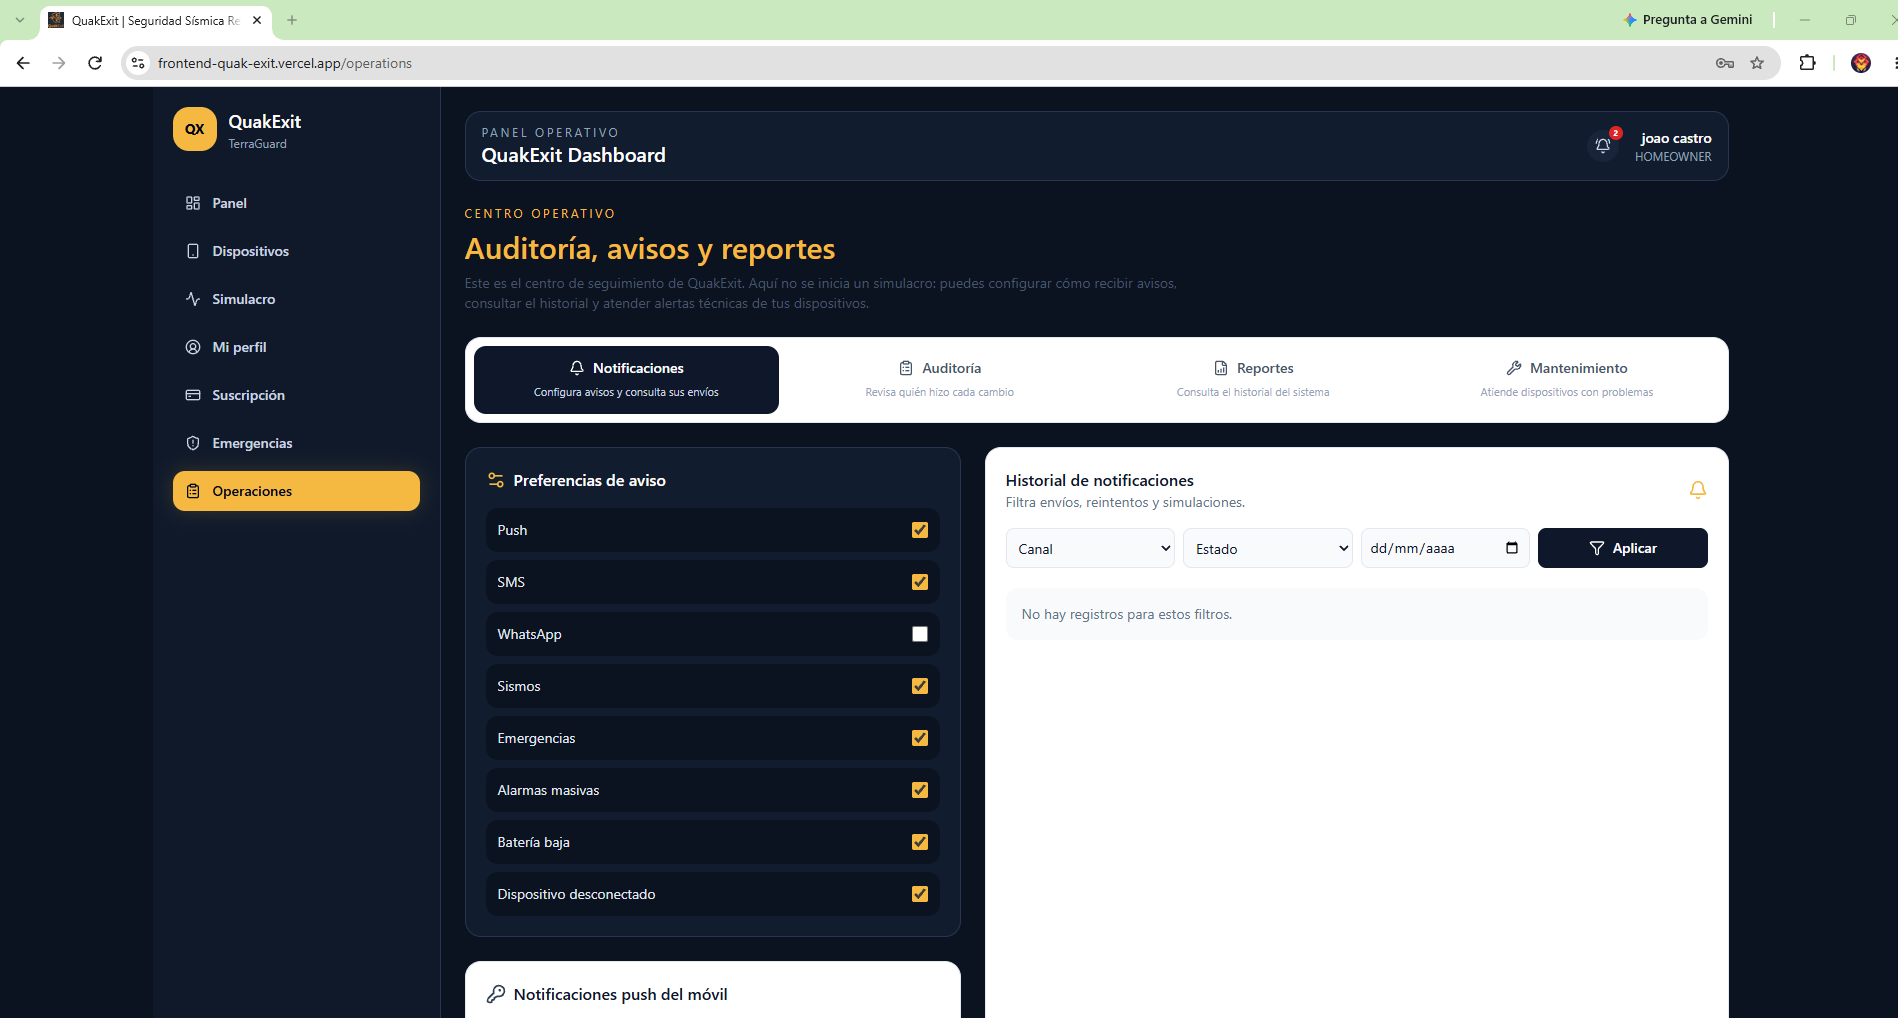 QuakExit | Seguridad Sísmica Re
Pregunta a Gemini
frontend-quak-exit.vercel.app/operations
QX
QuakExit
TerraGuard
Panel
Dispositivos
Simulacro
Mi perfil
Suscripción
Emergencias
Operaciones
PANEL OPERATIVO
QuakExit Dashboard
2
joao castro
HOMEOWNER
CENTRO OPERATIVO
Auditoría, avisos y reportes
Este es el centro de seguimiento de QuakExit. Aquí no se inicia un simulacro: puedes configurar cómo recibir avisos,
consultar el historial y atender alertas técnicas de tus dispositivos.
Notificaciones
Configura avisos y consulta sus envíos
Auditoría
Revisa quién hizo cada cambio
Reportes
Consulta el historial del sistema
Mantenimiento
Atiende dispositivos con problemas
Preferencias de aviso
Push
SMS
WhatsApp
Sismos
Emergencias
Alarmas masivas
Batería baja
Dispositivo desconectado
Notificaciones push del móvil
Historial de notificaciones
Filtra envíos, reintentos y simulaciones.
Canal
Estado
dd/mm/aaaa
Aplicar
No hay registros para estos filtros.